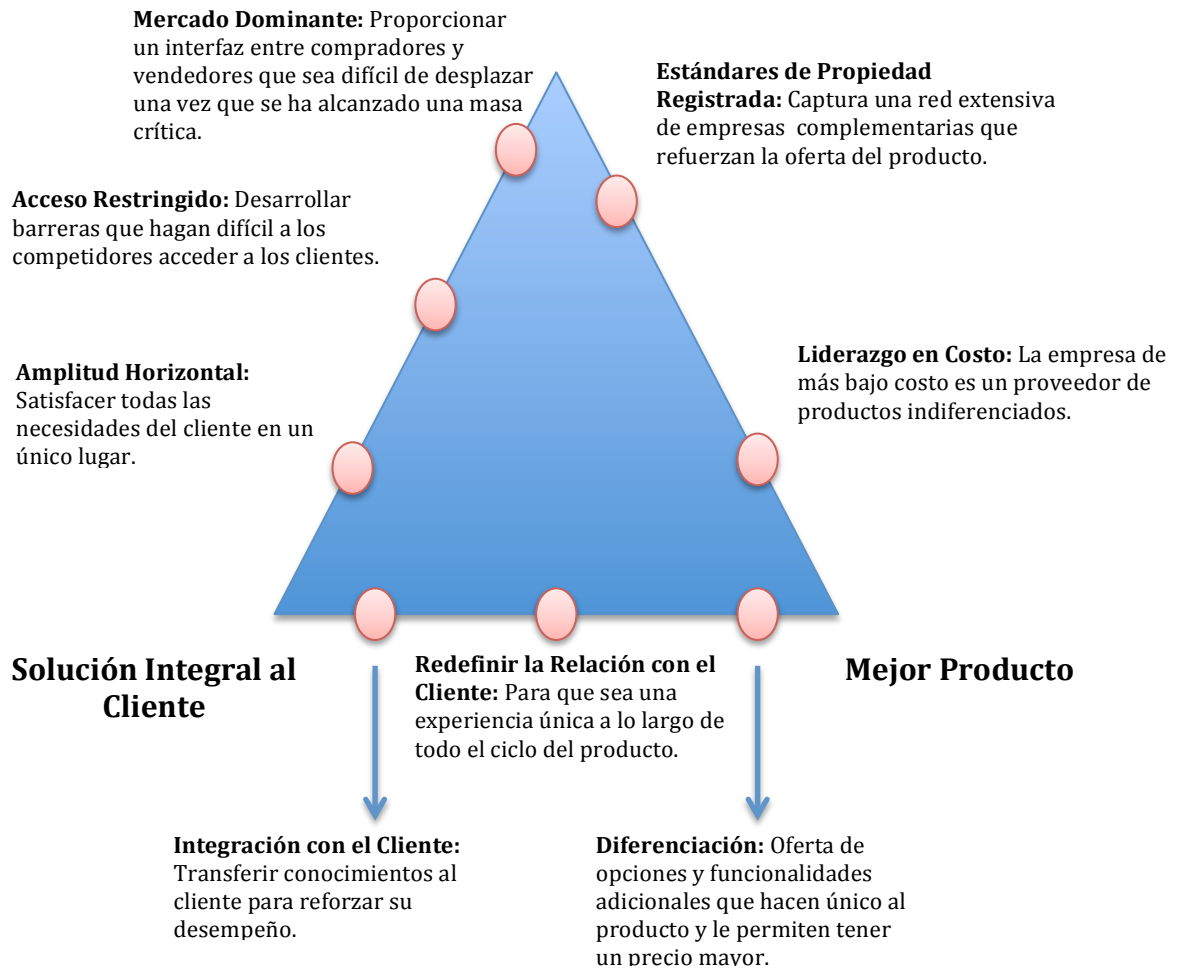 Mercado Dominante: Proporcionar
un interfaz entre compradores y
vendedores que sea difícil de desplazar
una vez que se ha alcanzado una masa
crítica.
Estándares de Propiedad
Registrada: Captura una red extensiva
de empresas complementarias que
refuerzan la oferta del producto.
Acceso Restringido: Desarrollar
barreras que hagan difícil a los
competidores acceder a los clientes.
Liderazgo en Costo: La empresa de
más bajo costo es un proveedor de
productos indiferenciados.
Amplitud Horizontal:
Satisfacer todas las
necesidades del cliente en un
único lugar.
Solución Integral al
Cliente
Redefinir la Relación con el
Cliente: Para que sea una
experiencia única a lo largo de
todo el ciclo del producto.
Mejor Producto
Integración con el Cliente:
Transferir conocimientos al
cliente para reforzar su
desempeño.
Diferenciación: Oferta de
opciones y funcionalidades
adicionales que hacen único al
producto y le permiten tener
un precio mayor.